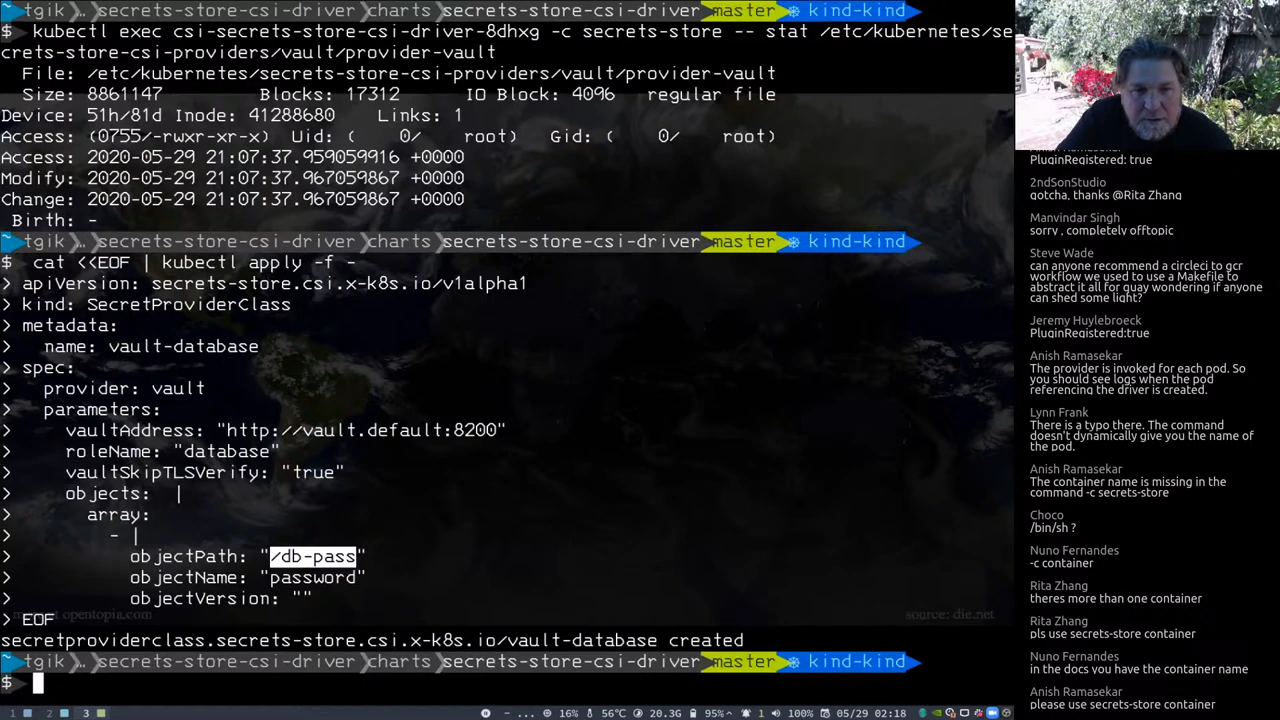 ~ tgik … secrets-store-csi-driver charts secrets-store-csi-driver master ⎈ kind-kind
$ kubectl exec csi-secrets-store-csi-driver-8dhxg -c secrets-store -- stat /etc/kubernetes/se
crets-store-csi-providers/vault/provider-vault
File: /etc/kubernetes/secrets-store-csi-providers/vault/provider-vault
Size: 8861147 Blocks: 17312 IO Block: 4096 regular file
Device: 51h/81d Inode: 41288680 Links: 1
Access: (0755/-rwxr-xr-x) Uid: ( 0/ root) Gid: ( 0/ root)
Access: 2020-05-29 21:07:37.959059916 +0000
Modify: 2020-05-29 21:07:37.967059867 +0000
Change: 2020-05-29 21:07:37.967059867 +0000
Birth: -
~ tgik … secrets-store-csi-driver charts secrets-store-csi-driver master ⎈ kind-kind
$ cat <<EOF | kubectl apply -f -
> apiVersion: secrets-store.csi.x-k8s.io/v1alpha1
> kind: SecretProviderClass
> metadata:
> name: vault-database
> spec:
> provider: vault
> parameters:
> vaultAddress: "http://vault.default:8200"
> roleName: "database"
> vaultSkipTLSVerify: "true"
> objects: |
> array:
> - |
> objectPath: "/db-pass"
> objectName: "password"
> objectVersion: ""
> EOF
opentopia.com
source: die.net
secretproviderclass.secrets-store.csi.x-k8s.io/vault-database created
~ tgik … secrets-store-csi-driver charts secrets-store-csi-driver master ⎈ kind-kind
$
1 2 3 - ... 16% 56°C 20.3G 95% 1 100% 05/29 02:18
Anish Ramasekar
PluginRegistered: true
2ndSonStudio
gotcha, thanks @Rita Zhang
Manvindar Singh
sorry , completely offtopic
Steve Wade
can anyone recommend a circleci to gcr
workflow we used to use a Makefile to
abstract it all for quay wondering if anyone
can shed some light?
Jeremy Huylebroeck
PluginRegistered:true
Anish Ramasekar
The provider is invoked for each pod. So
you should see logs when the pod
referencing the driver is created.
Lynn Frank
There is a typo there. The command
doesn't dynamically give you the name of
the pod.
Anish Ramasekar
The container name is missing in the
command -c secrets-store
Choco
/bin/sh ?
Nuno Fernandes
-c container
Rita Zhang
theres more than one container
Rita Zhang
pls use secrets-store container
Nuno Fernandes
in the docs you have the container name
Anish Ramasekar
please use secrets-store container